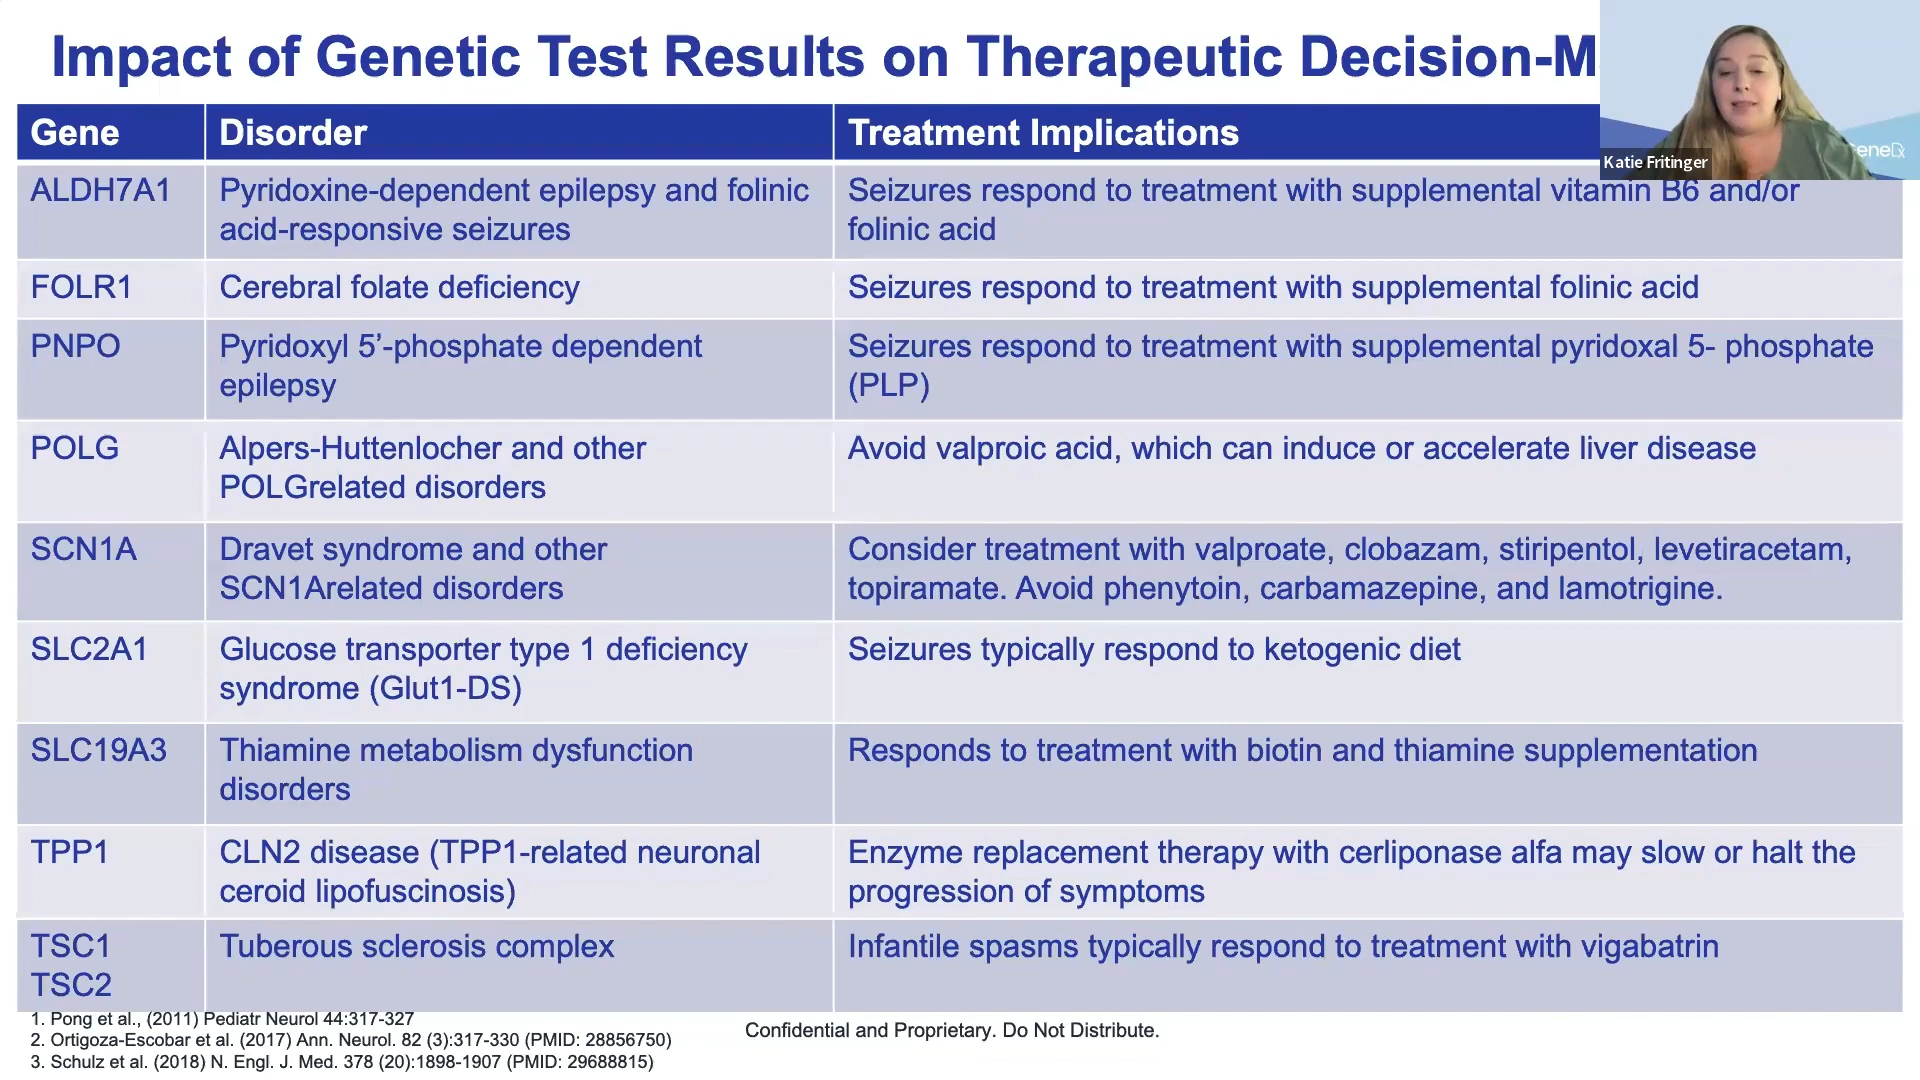 Impact of Genetic Test Results on Therapeutic Decision-M
Katie Fritinger
eneDx
Gene
Disorder
Treatment Implications
ALDH7A1
Pyridoxine-dependent epilepsy and folinic
acid-responsive seizures
Seizures respond to treatment with supplemental vitamin B6 and/or
folinic acid
FOLR1
Cerebral folate deficiency
Seizures respond to treatment with supplemental folinic acid
PNPO
Pyridoxyl 5’-phosphate dependent
epilepsy
Seizures respond to treatment with supplemental pyridoxal 5- phosphate
(PLP)
POLG
Alpers-Huttenlocher and other
POLGrelated disorders
Avoid valproic acid, which can induce or accelerate liver disease
SCN1A
Dravet syndrome and other
SCN1Arelated disorders
Consider treatment with valproate, clobazam, stiripentol, levetiracetam,
topiramate. Avoid phenytoin, carbamazepine, and lamotrigine.
SLC2A1
Glucose transporter type 1 deficiency
syndrome (Glut1-DS)
Seizures typically respond to ketogenic diet
SLC19A3
Thiamine metabolism dysfunction
disorders
Responds to treatment with biotin and thiamine supplementation
TPP1
CLN2 disease (TPP1-related neuronal
ceroid lipofuscinosis)
Enzyme replacement therapy with cerliponase alfa may slow or halt the
progression of symptoms
TSC1
TSC2
Tuberous sclerosis complex
Infantile spasms typically respond to treatment with vigabatrin
1. Pong et al., (2011) Pediatr Neurol 44:317-327
2. Ortigoza-Escobar et al. (2017) Ann. Neurol. 82 (3):317-330 (PMID: 28856750)
3. Schulz et al. (2018) N. Engl. J. Med. 378 (20):1898-1907 (PMID: 29688815)
Confidential and Proprietary. Do Not Distribute.